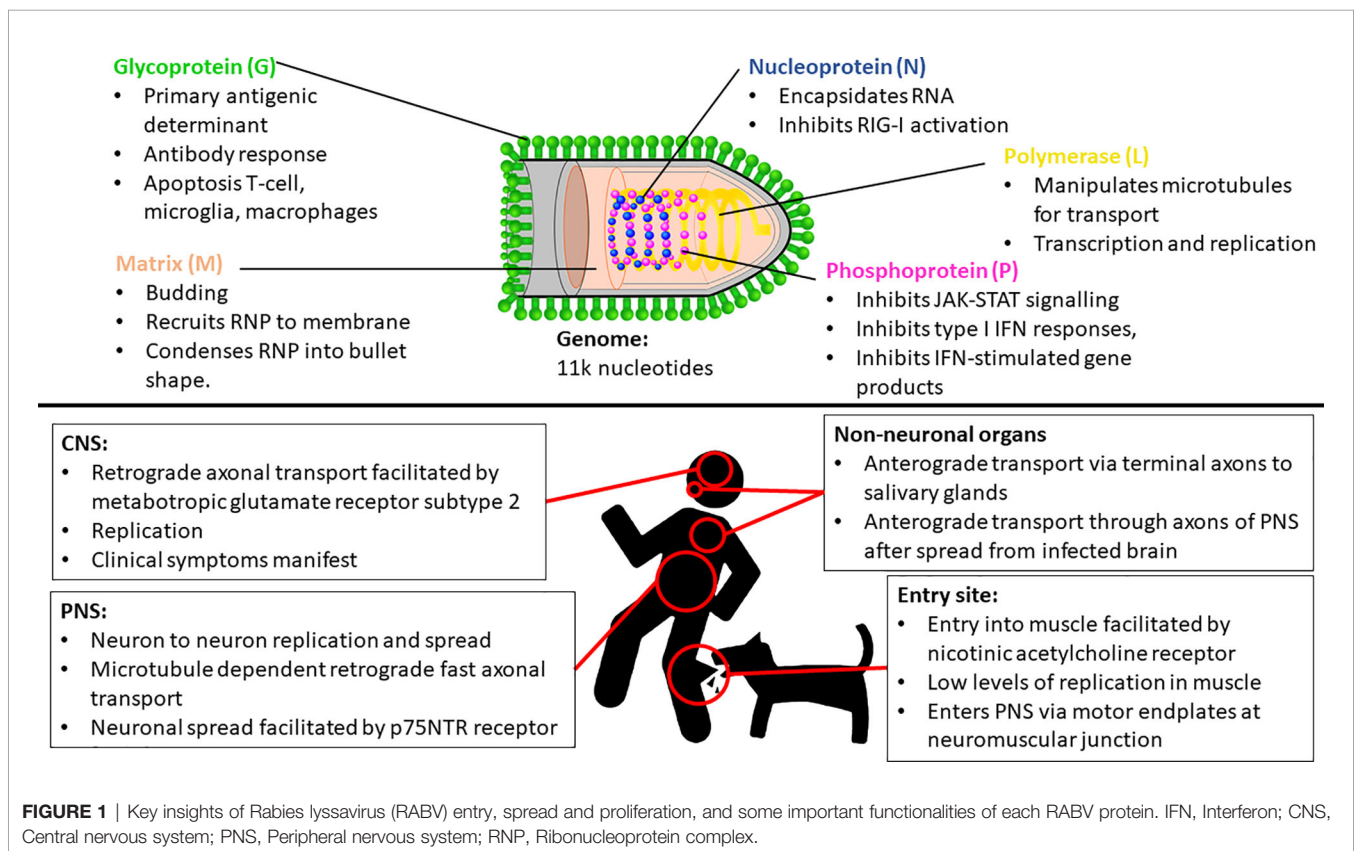 Glycoprotein (G)
• Primary antigenic
determinant
• Antibody response
• Apoptosis T-cell,
microglia, macrophages
Matrix (M)
• Budding
• Recruits RNP to membrane
• Condenses RNP into bullet
shape.
Nucleoprotein (N)
• Encapsidates RNA
• Inhibits RIG-I activation
Polymerase (L)
• Manipulates microtubules
for transport
• Transcription and replication
Phosphoprotein (P)
• Inhibits JAK-STAT signalling
• Inhibits type I IFN responses,
• Inhibits IFN-stimulated gene
products
Genome:
11k nucleotides
CNS:
• Retrograde axonal transport facilitated by
metabotropic glutamate receptor subtype 2
• Replication
• Clinical symptoms manifest
PNS:
• Neuron to neuron replication and spread
• Microtubule dependent retrograde fast axonal
transport
• Neuronal spread facilitated by p75NTR receptor
Non-neuronal organs
• Anterograde transport via terminal axons to
salivary glands
• Anterograde transport through axons of PNS
after spread from infected brain
Entry site:
• Entry into muscle facilitated by
nicotinic acetylcholine receptor
• Low levels of replication in muscle
• Enters PNS via motor endplates at
neuromuscular junction
FIGURE 1 | Key insights of Rabies lyssavirus (RABV) entry, spread and proliferation, and some important functionalities of each RABV protein. IFN, Interferon; CNS,
Central nervous system; PNS, Peripheral nervous system; RNP, Ribonucleoprotein complex.